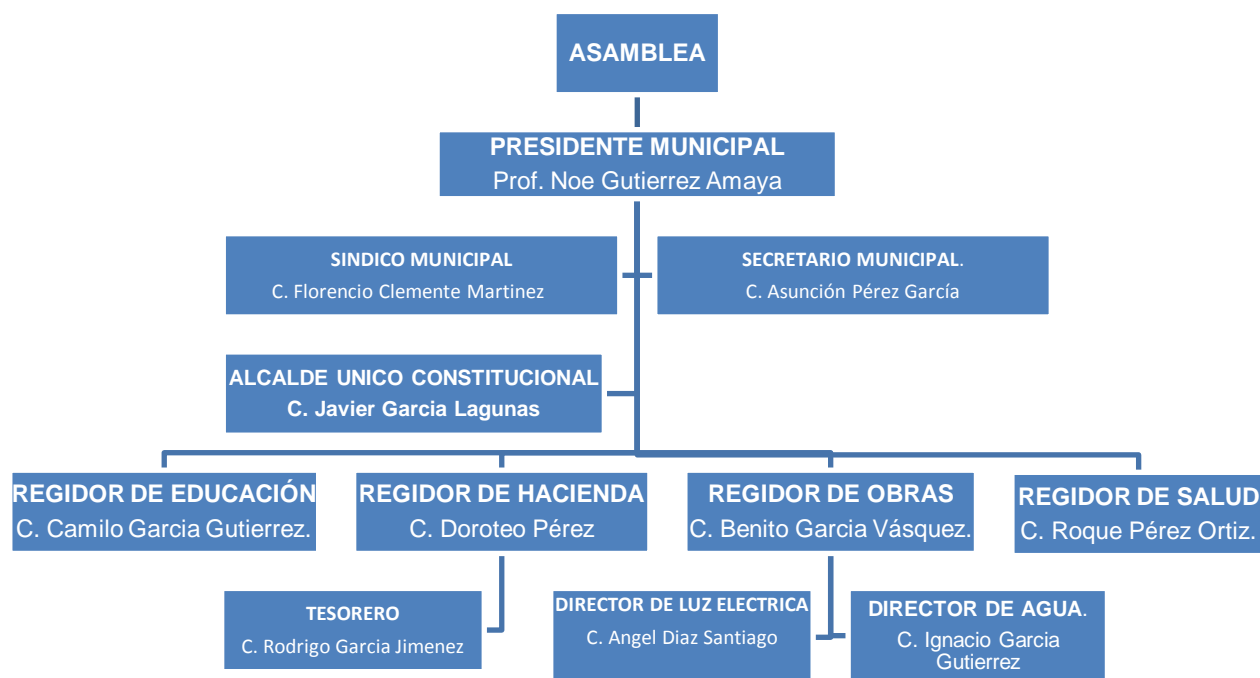 ASAMBLEA
PRESIDENTE MUNICIPAL
Prof. Noe Gutierrez Amaya
SINDICO MUNICIPAL
C. Florencio Clemente Martinez
SECRETARIO MUNICIPAL.
C. Asunción Pérez García
ALCALDE UNICO CONSTITUCIONAL
C. Javier Garcia Lagunas
REGIDOR DE EDUCACIÓN
C. Camilo Garcia Gutierrez.
REGIDOR DE HACIENDA
C. Doroteo Pérez
REGIDOR DE OBRAS
C. Benito Garcia Vásquez.
REGIDOR DE SALUD
C. Roque Pérez Ortiz.
TESORERO
C. Rodrigo Garcia Jimenez
DIRECTOR DE LUZ ELECTRICA
C. Angel Diaz Santiago
DIRECTOR DE AGUA.
C. Ignacio Garcia
Gutierrez